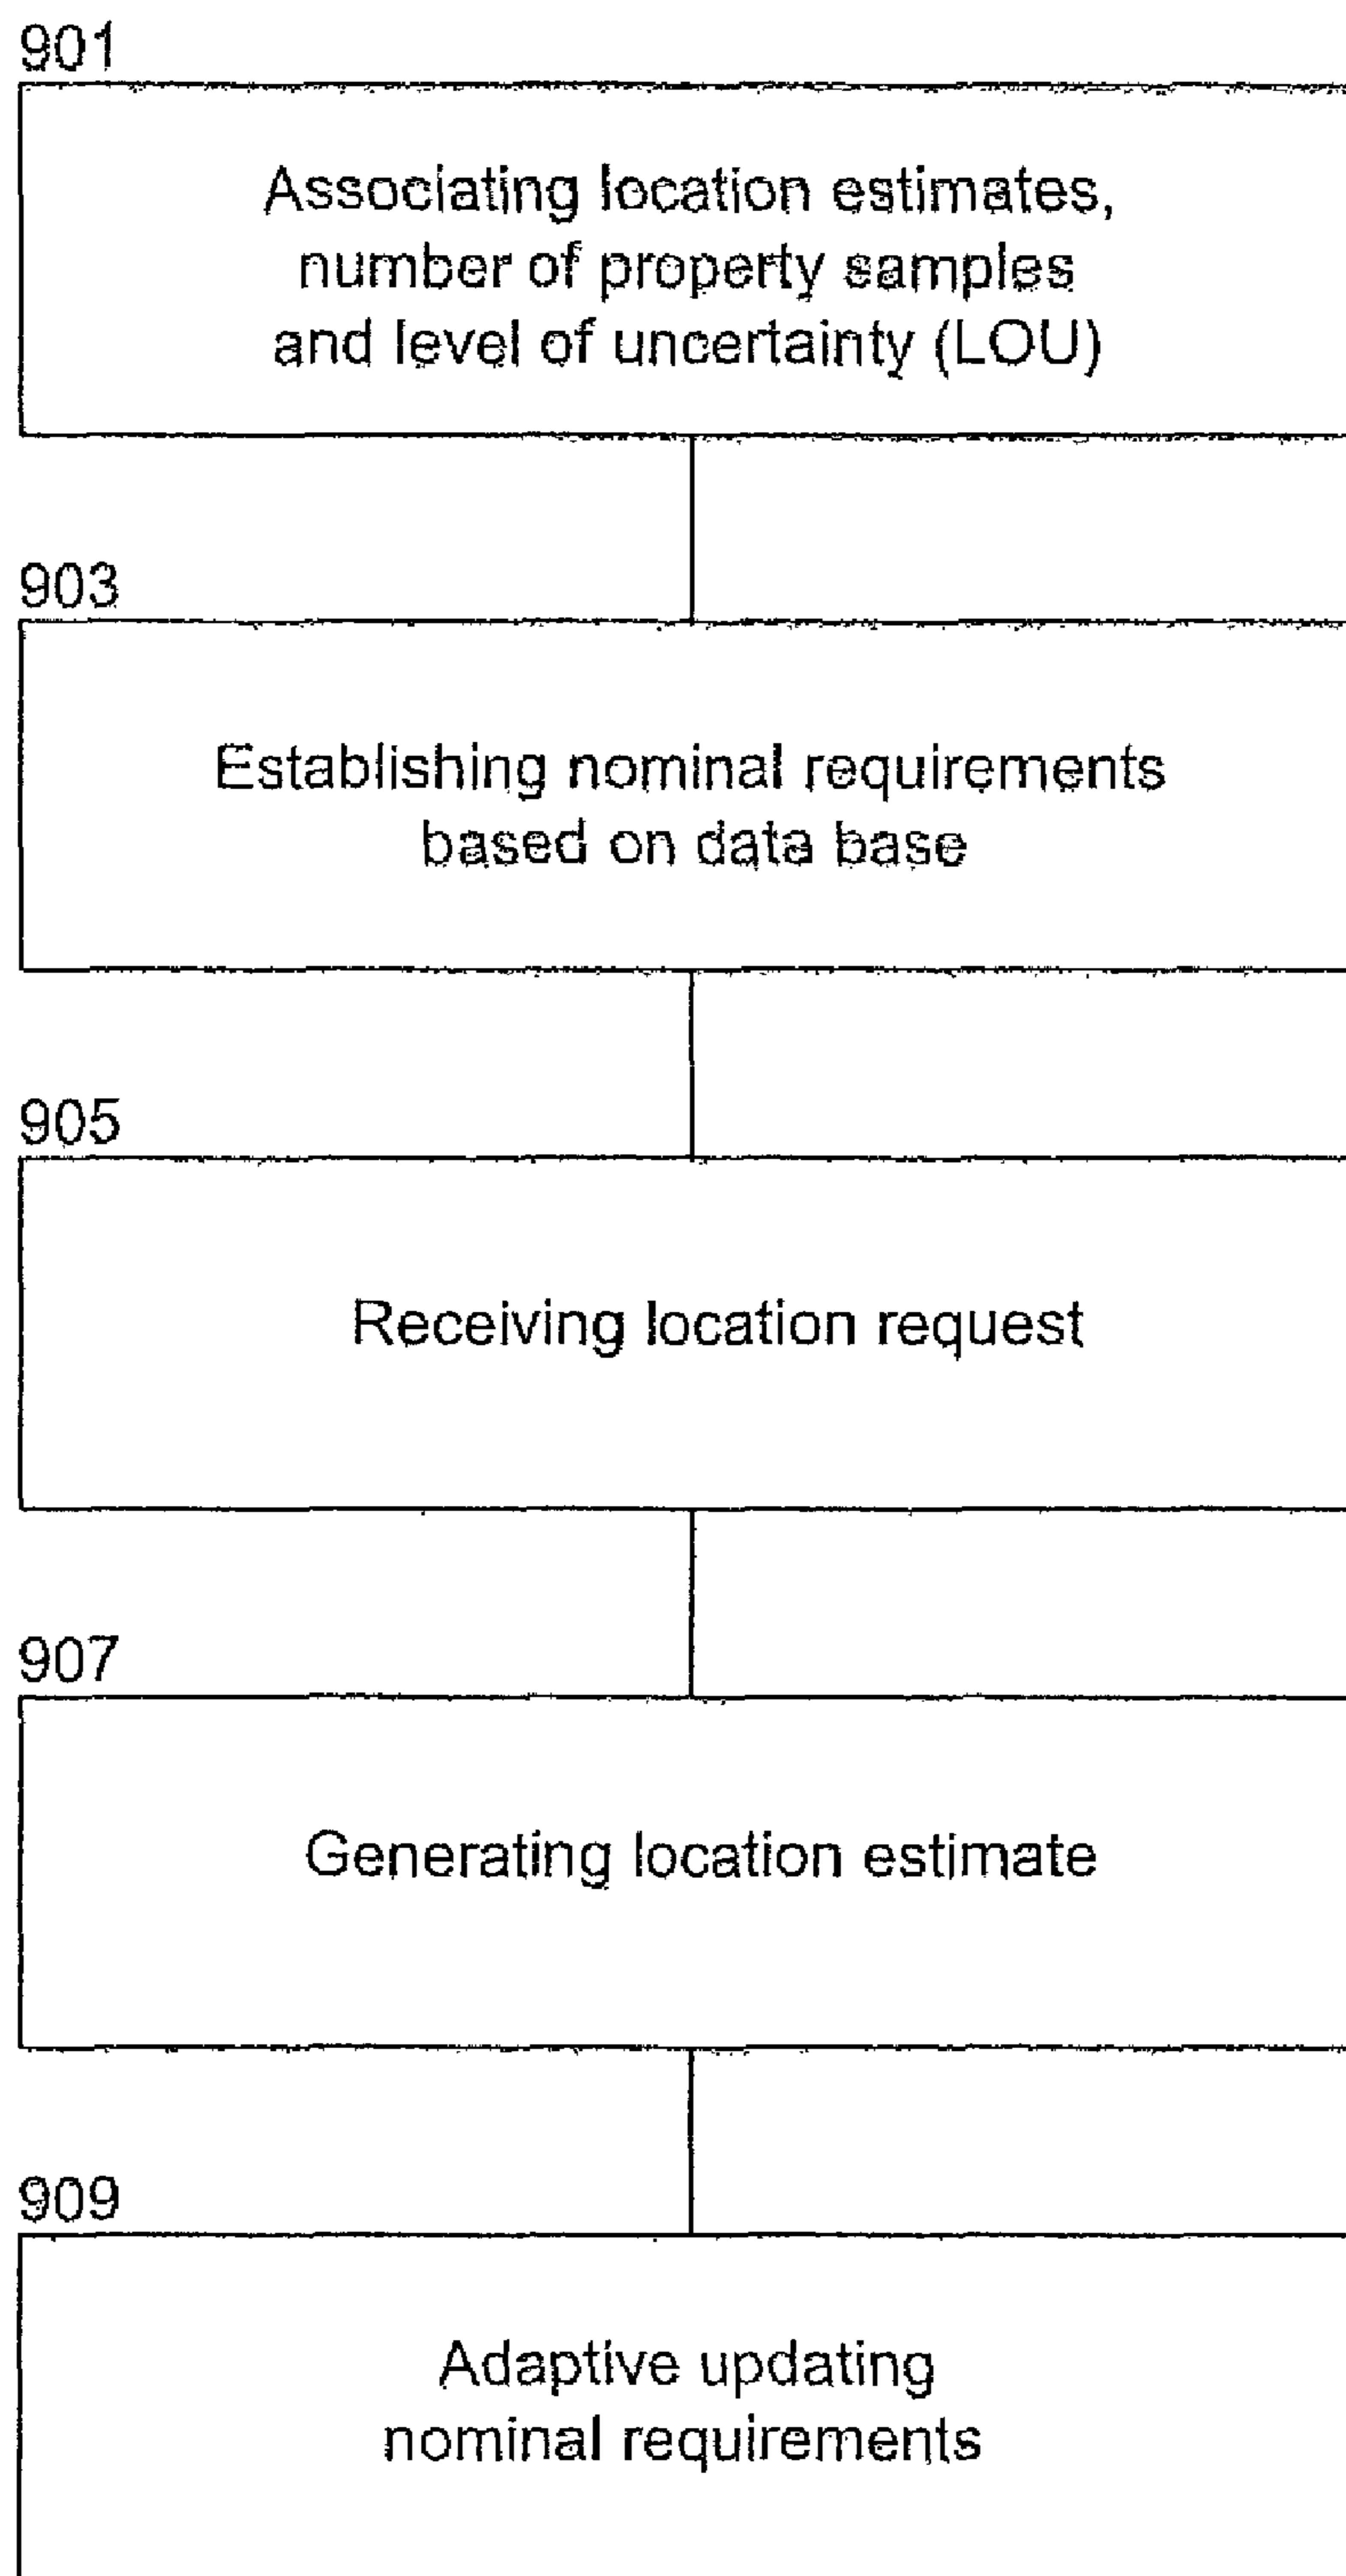 901
Associating location estimates,
number of property samples
and level of uncertainty (LOU)
903
Establishing nominal requirements
based on data base
905
Receiving location request
907
Generating location estimate
909
Adaptive updating
nominal requirements